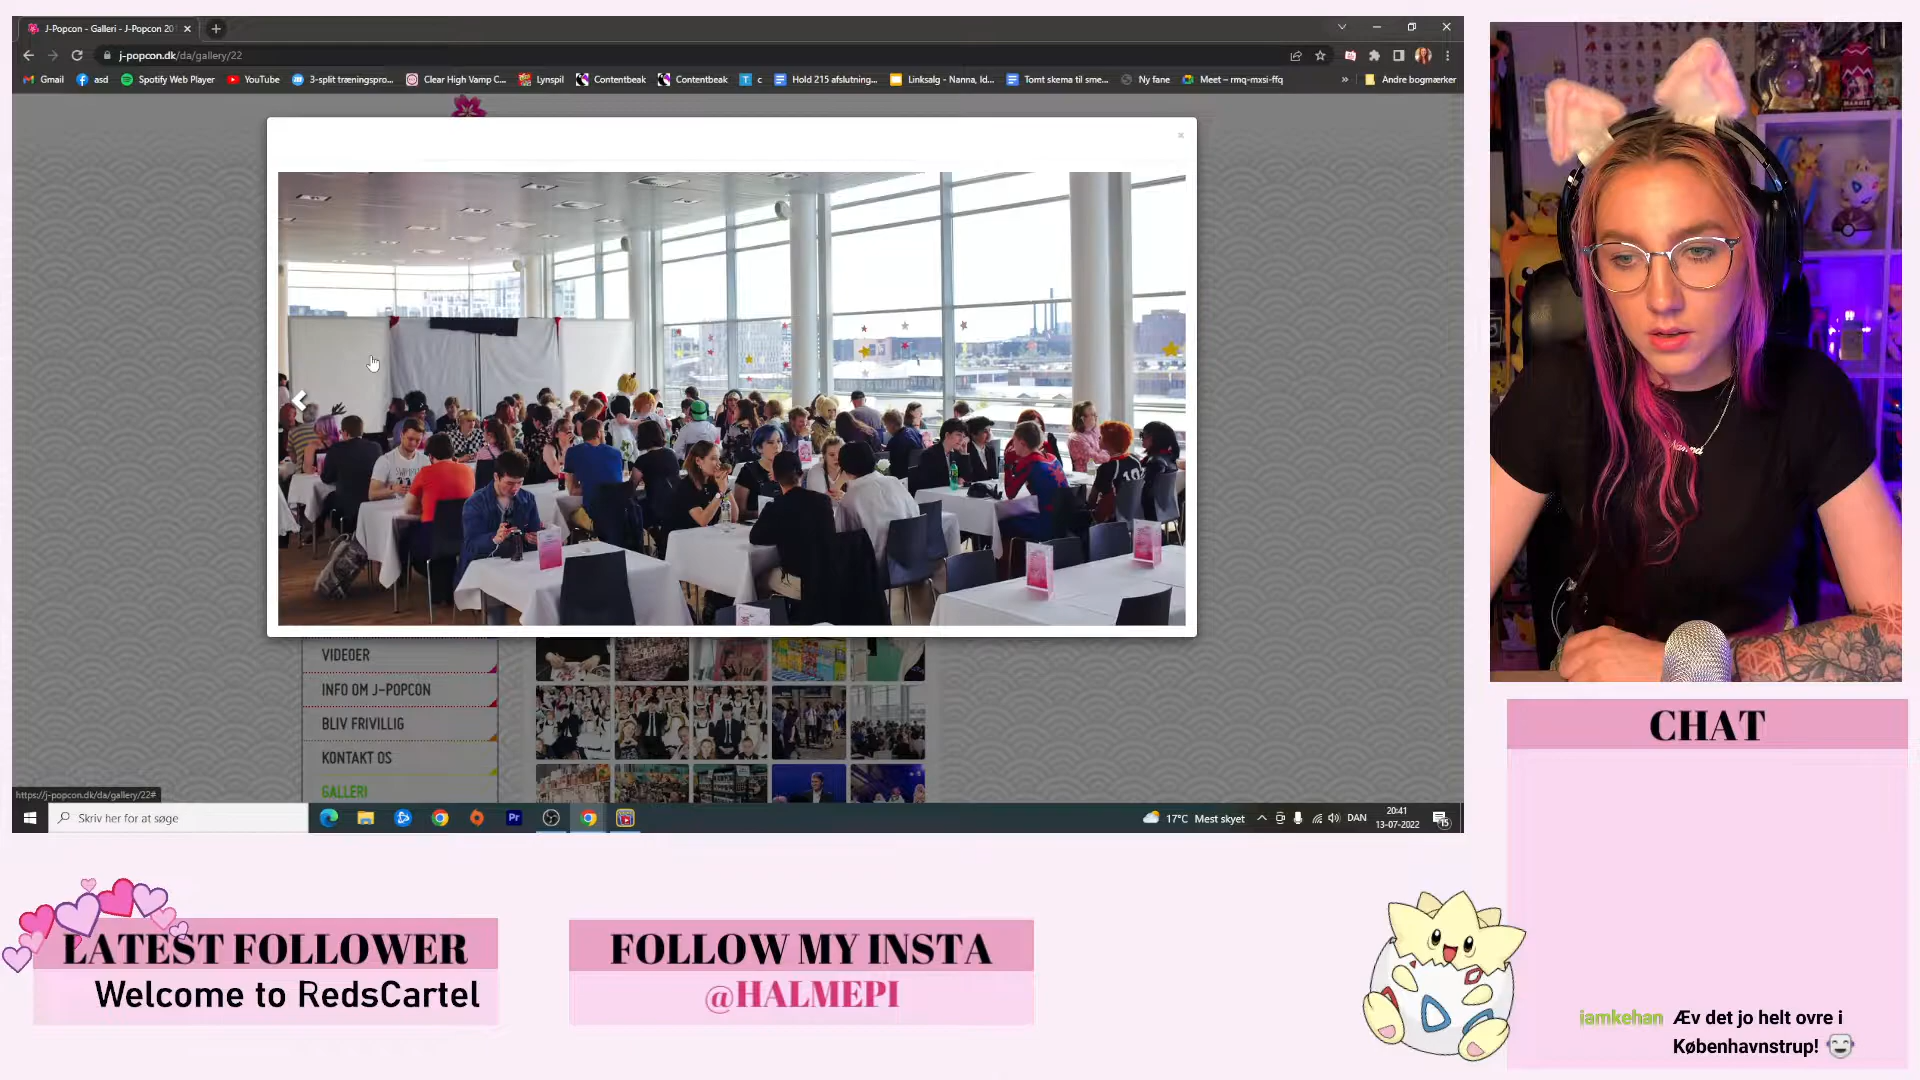 J-Popcon - Galleri - J-Popcon 20
j-popcon.dk/da/gallery/22
Gmail
asd
Spotify Web Player
YouTube
3-split træningspro...
Clear High Vamp C...
Lynspil
Contentbeak
Contentbeak
c
Hold 215 afslutning...
Linksalg - Nanna, Id...
Tomt skema til sme...
Ny fane
Meet – rmq-mxsi-ffq
»
Andre bogmærker
×
VIDEOER
INFO OM J-POPCON
BLIV FRIVILLIG
KONTAKT OS
GALLERI
https://j-popcon.dk/da/gallery/22#
Skriv her for at søge
Pr
17°C Mest skyet
DAN
20:41
13-07-2022
15
CHAT
iamkehan Æv det jo helt ovre i
Københavnstrup!
LATEST FOLLOWER
Welcome to RedsCartel
FOLLOW MY INSTA
@HALMEPI